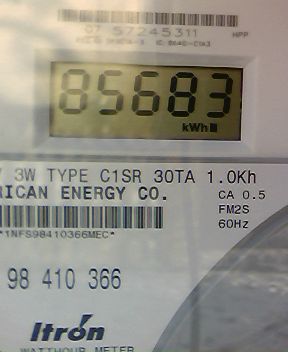 07 57245311 HPP
85683
kWh
3W TYPE C1SR 30TA 1.0Kh
RICAN ENERGY CO. CA 0.5
FM2S
*1NFS98410366MEC* 60Hz
98 410 366
Itron
WATTHOUR METER